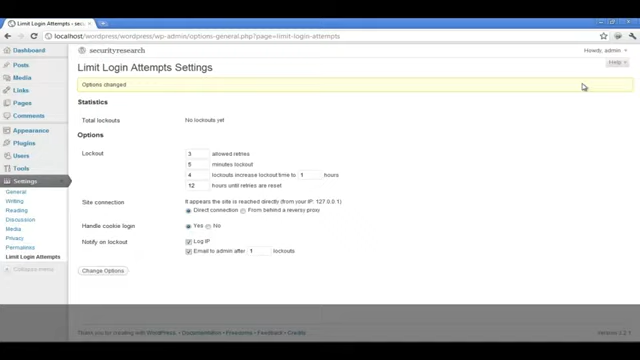 Limit Login Attempts ‹ sec
localhost/wordpress/wordpress/wp-admin/options-general.php?page=limit-login-attempts
Dashboard
securityresearch
Howdy, admin
Help
Posts
Media
Links
Pages
Comments
Appearance
Plugins
Users
Tools
Settings
General
Writing
Reading
Discussion
Media
Privacy
Permalinks
Limit Login Attempts
Collapse menu
Limit Login Attempts Settings
Options changed
Statistics
Total lockouts No lockouts yet
Options
Lockout 3 allowed retries
5 minutes lockout
4 lockouts increase lockout time to 1 hours
12 hours until retries are reset
Site connection It appears the site is reached directly (from your IP: 127.0.0.1)
Direct connection From behind a reverse proxy
Handle cookie login Yes No
Notify on lockout Log IP
Email to admin after 1 lockouts
Change Options
Thank you for creating with WordPress. • Documentation • Freedoms • Feedback • Credits
Version 3.2.1